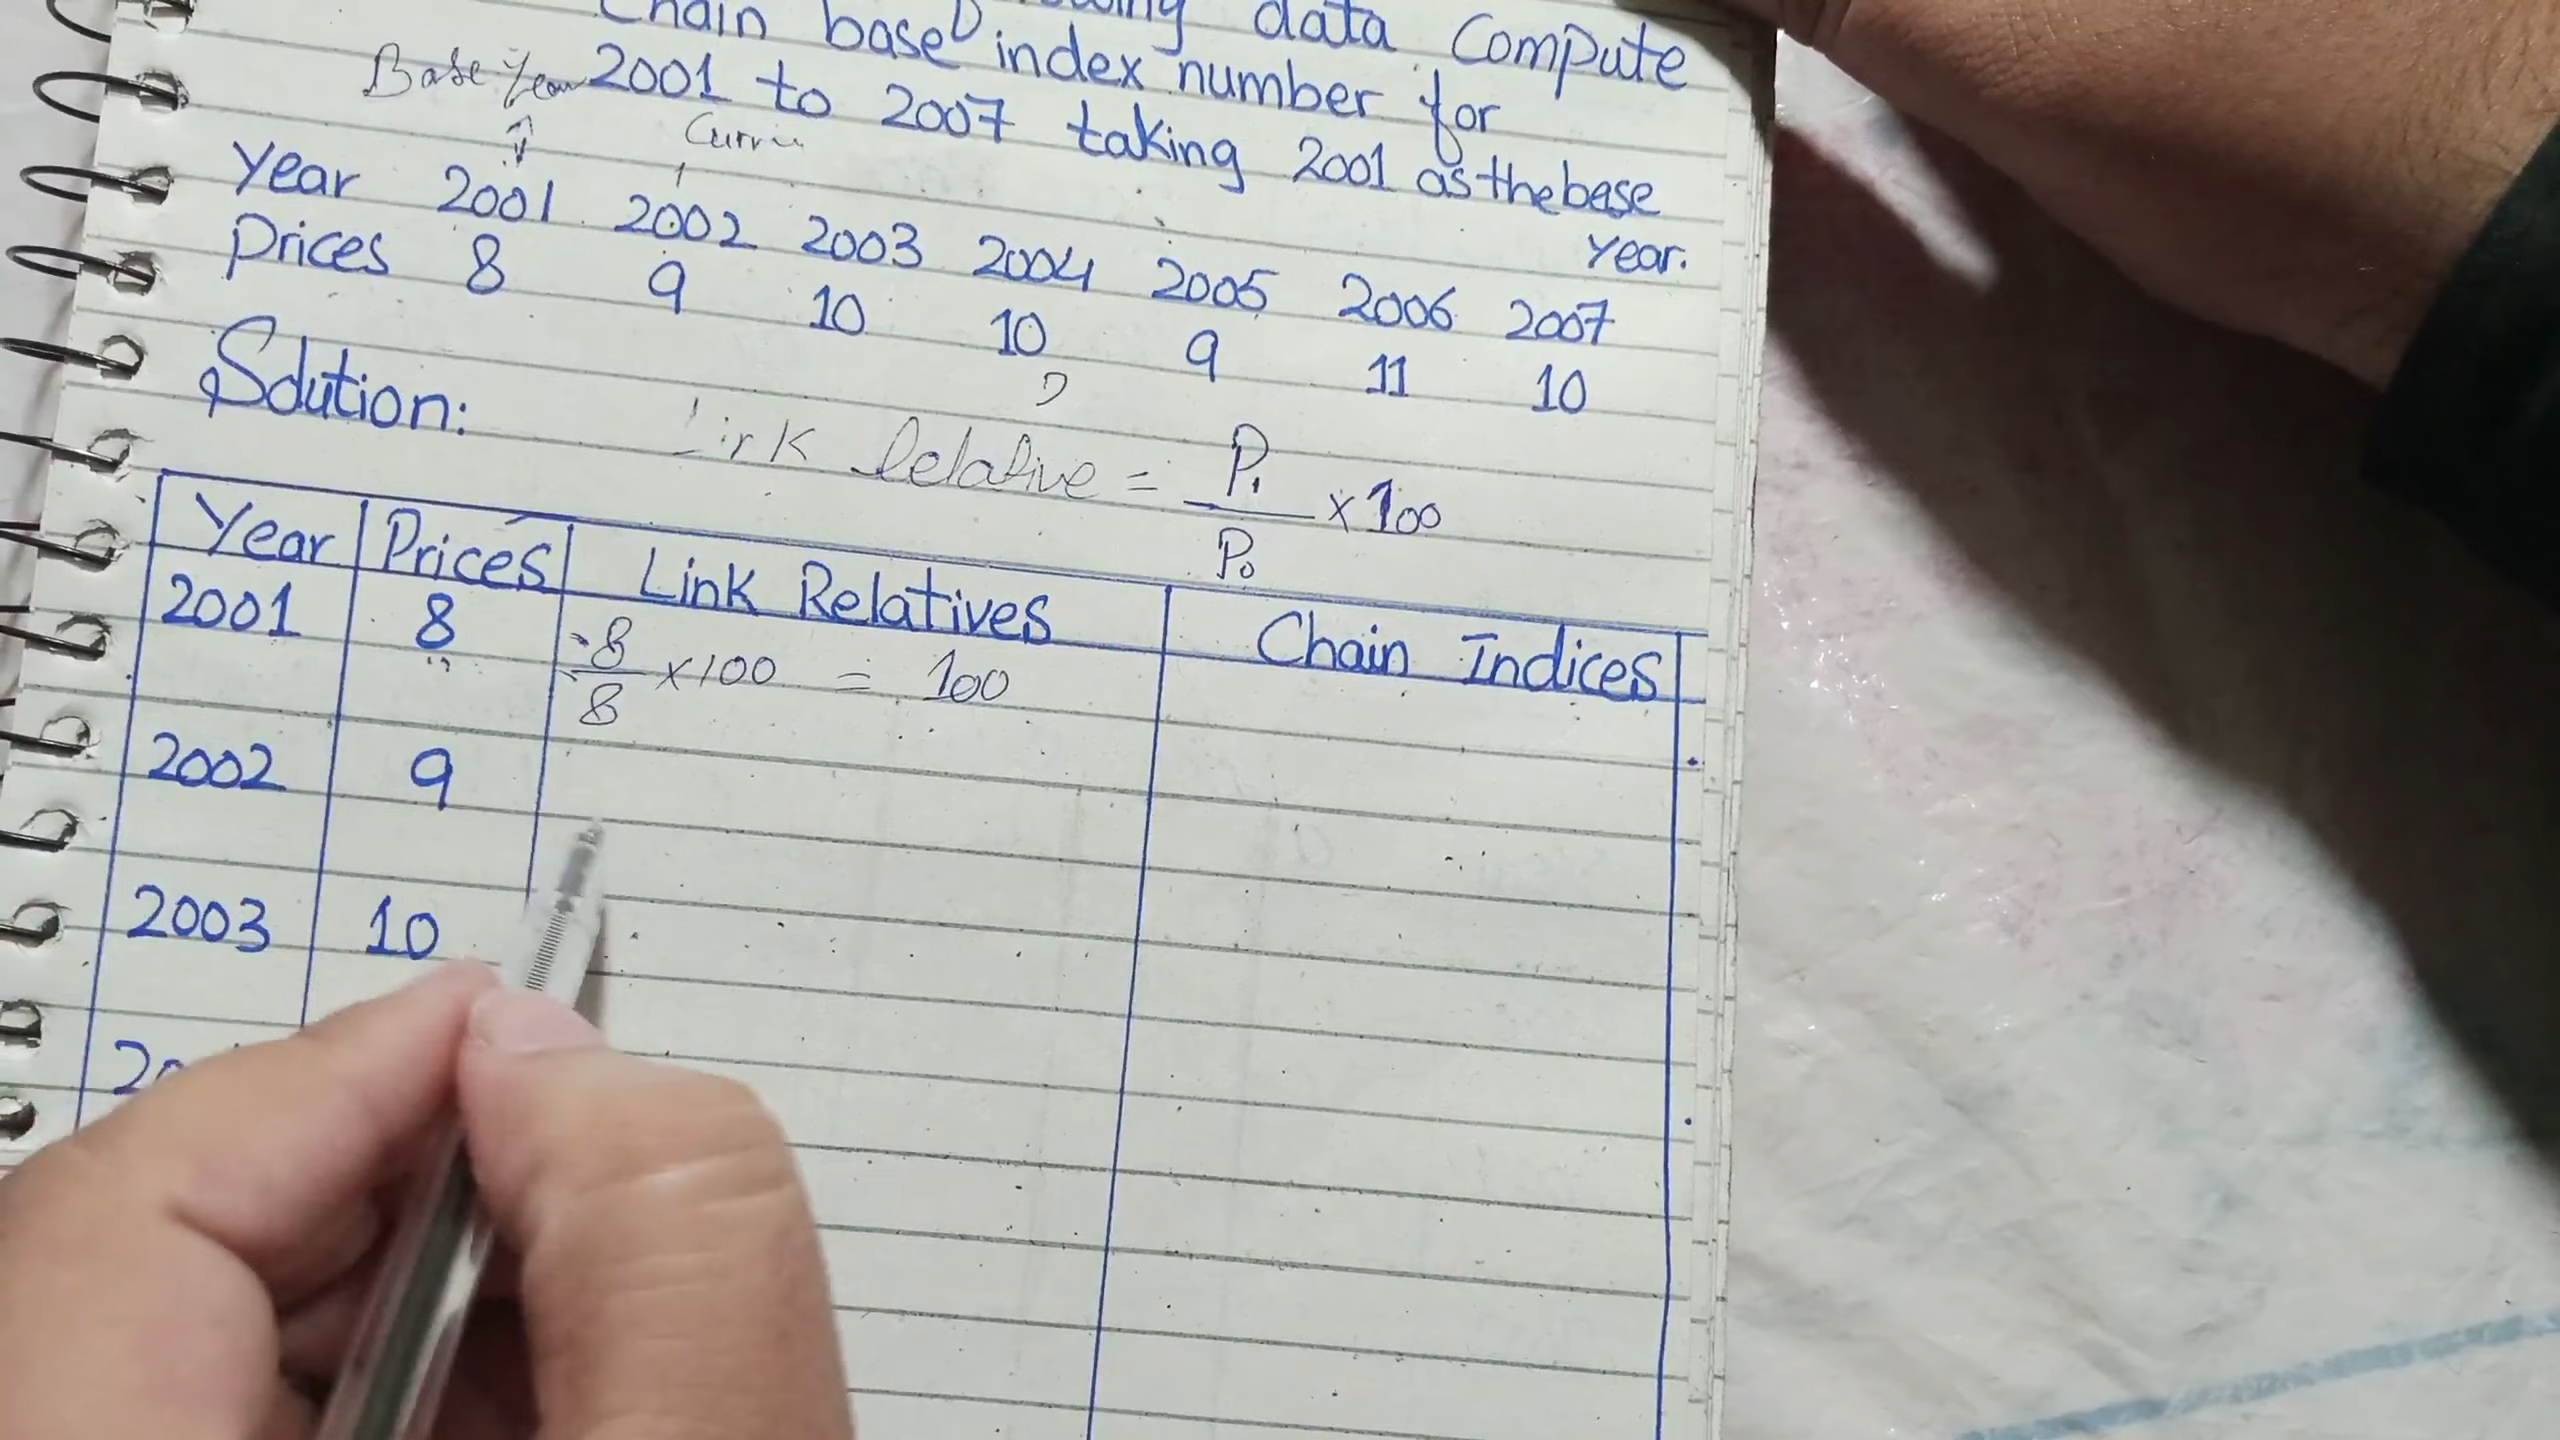 data Compute
Chain base index number for
Base Year 2001 to 2007 taking 2001 as the base
year.
Year 2001 2002 2003 2004 2005 2006 2007
Prices 8 9 10 10 9 11 10
Solution:
Link Relative = P₁/P₀ × 100
Year Prices Link Relatives Chain Indices
2001 8 8/8 × 100 = 100
2002 9
2003 10